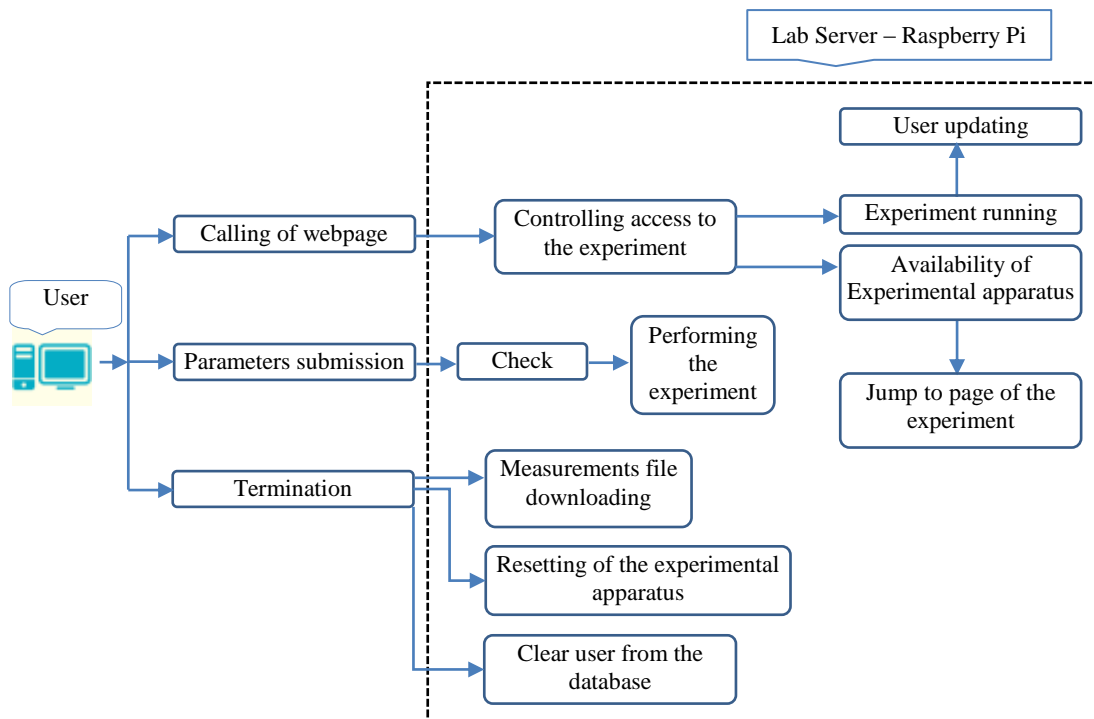 Lab Server – Raspberry Pi
User updating
Calling of webpage
Controlling access to
the experiment
Experiment running
Availability of
Experimental apparatus
User
Parameters submission
Check
Performing
the
experiment
Jump to page of the
experiment
Termination
Measurements file
downloading
Resetting of the experimental
apparatus
Clear user from the
database